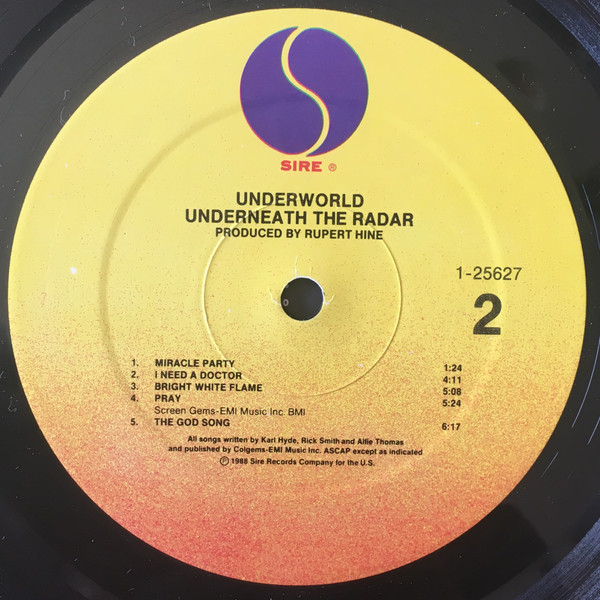 SIRE ®
UNDERWORLD
UNDERNEATH THE RADAR
PRODUCED BY RUPERT HINE
1-25627
2
1. MIRACLE PARTY 1:24
2. I NEED A DOCTOR 4:11
3. BRIGHT WHITE FLAME 5:08
4. PRAY 5:24
Screen Gems-EMI Music Inc. BMI
5. THE GOD SONG 6:17
All songs written by Karl Hyde, Rick Smith and Allie Thomas
and published by Colgems-EMI Music Inc. ASCAP except as indicated
℗ 1988 Sire Records Company for the U.S.